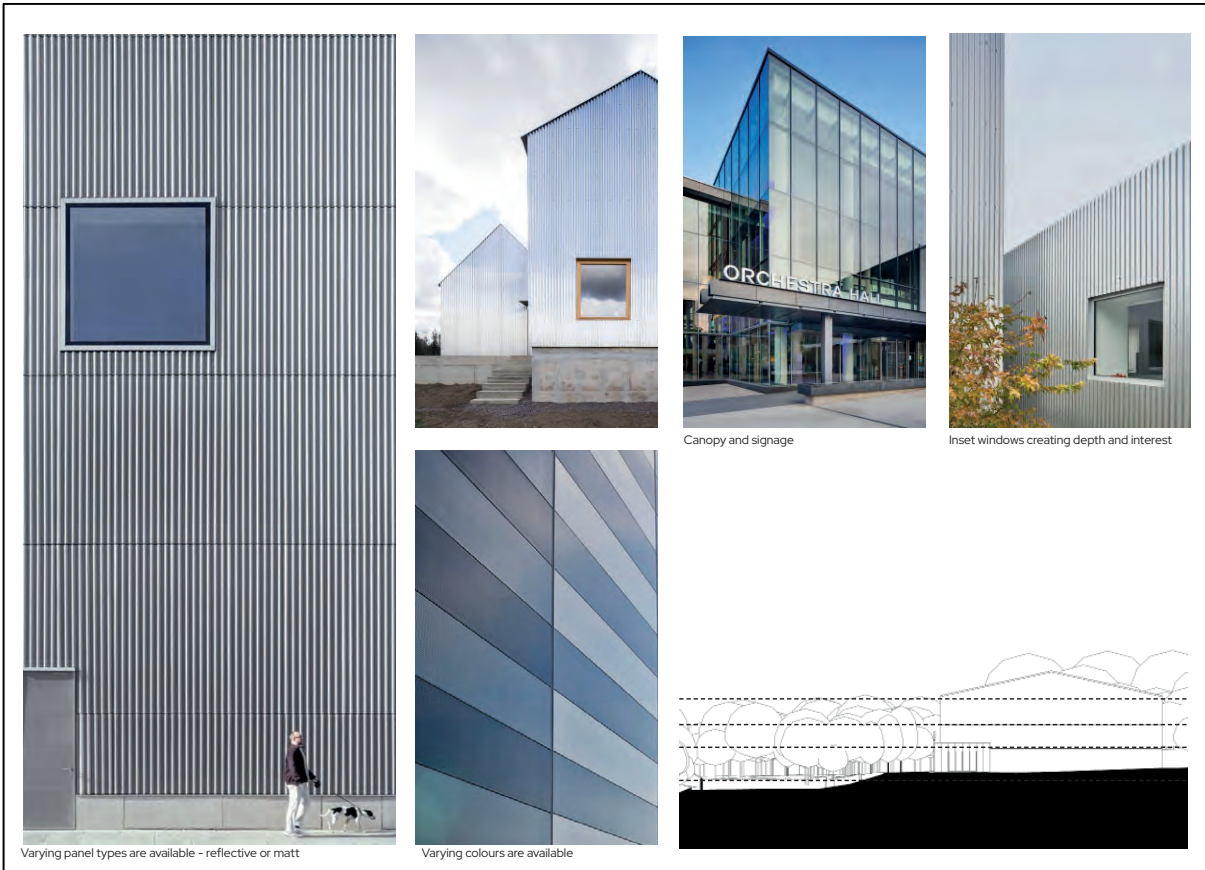 ORCHESTRA HALL
Canopy and signage
Inset windows creating depth and interest
Varying panel types are available - reflective or matt
Varying colours are available